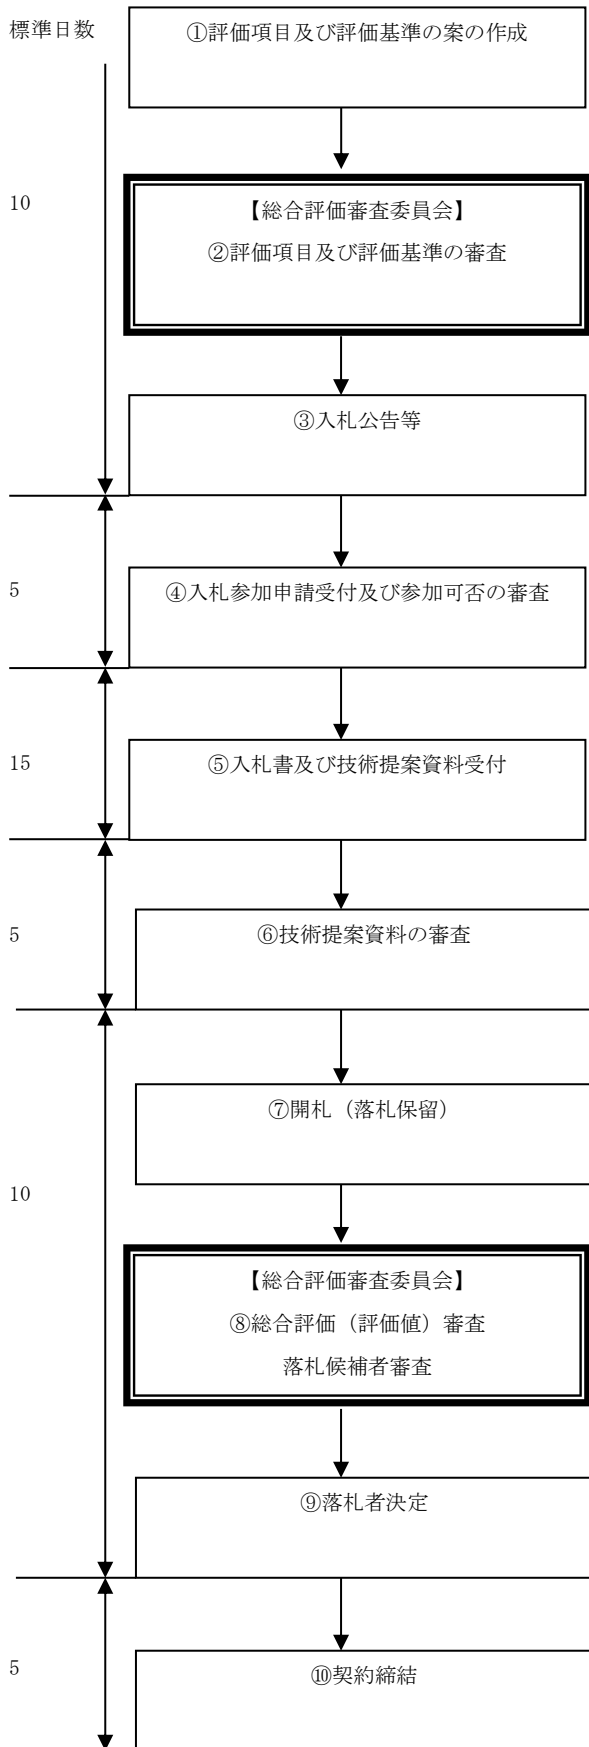 標準日数
①評価項目及び評価基準の案の作成
10
【総合評価審査委員会】
②評価項目及び評価基準の審査
③入札公告等
5
④入札参加申請受付及び参加可否の審査
15
⑤入札書及び技術提案資料受付
5
⑥技術提案資料の審査
⑦開札（落札保留）
10
【総合評価審査委員会】
⑧総合評価（評価値）審査
落札候補者審査
⑨落札者決定
5
⑩契約締結